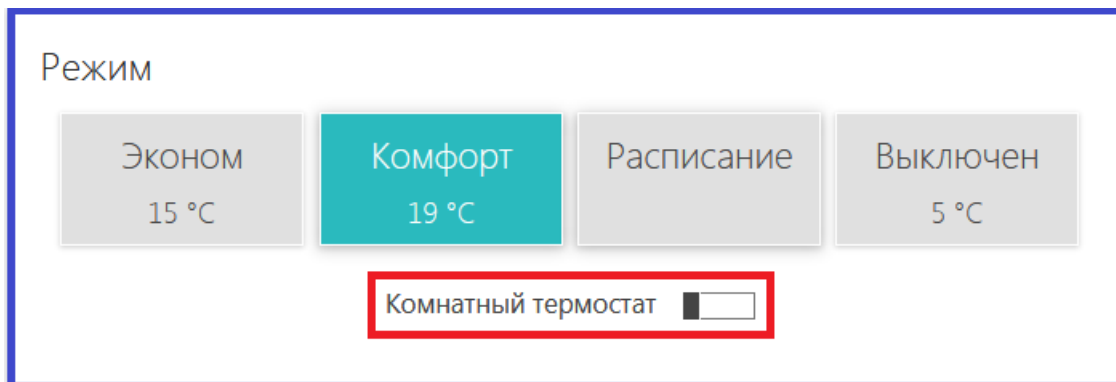 Режим
Эконом Комфорт Расписание Выключен
15 °C 19 °C 5 °C
Комнатный термостат